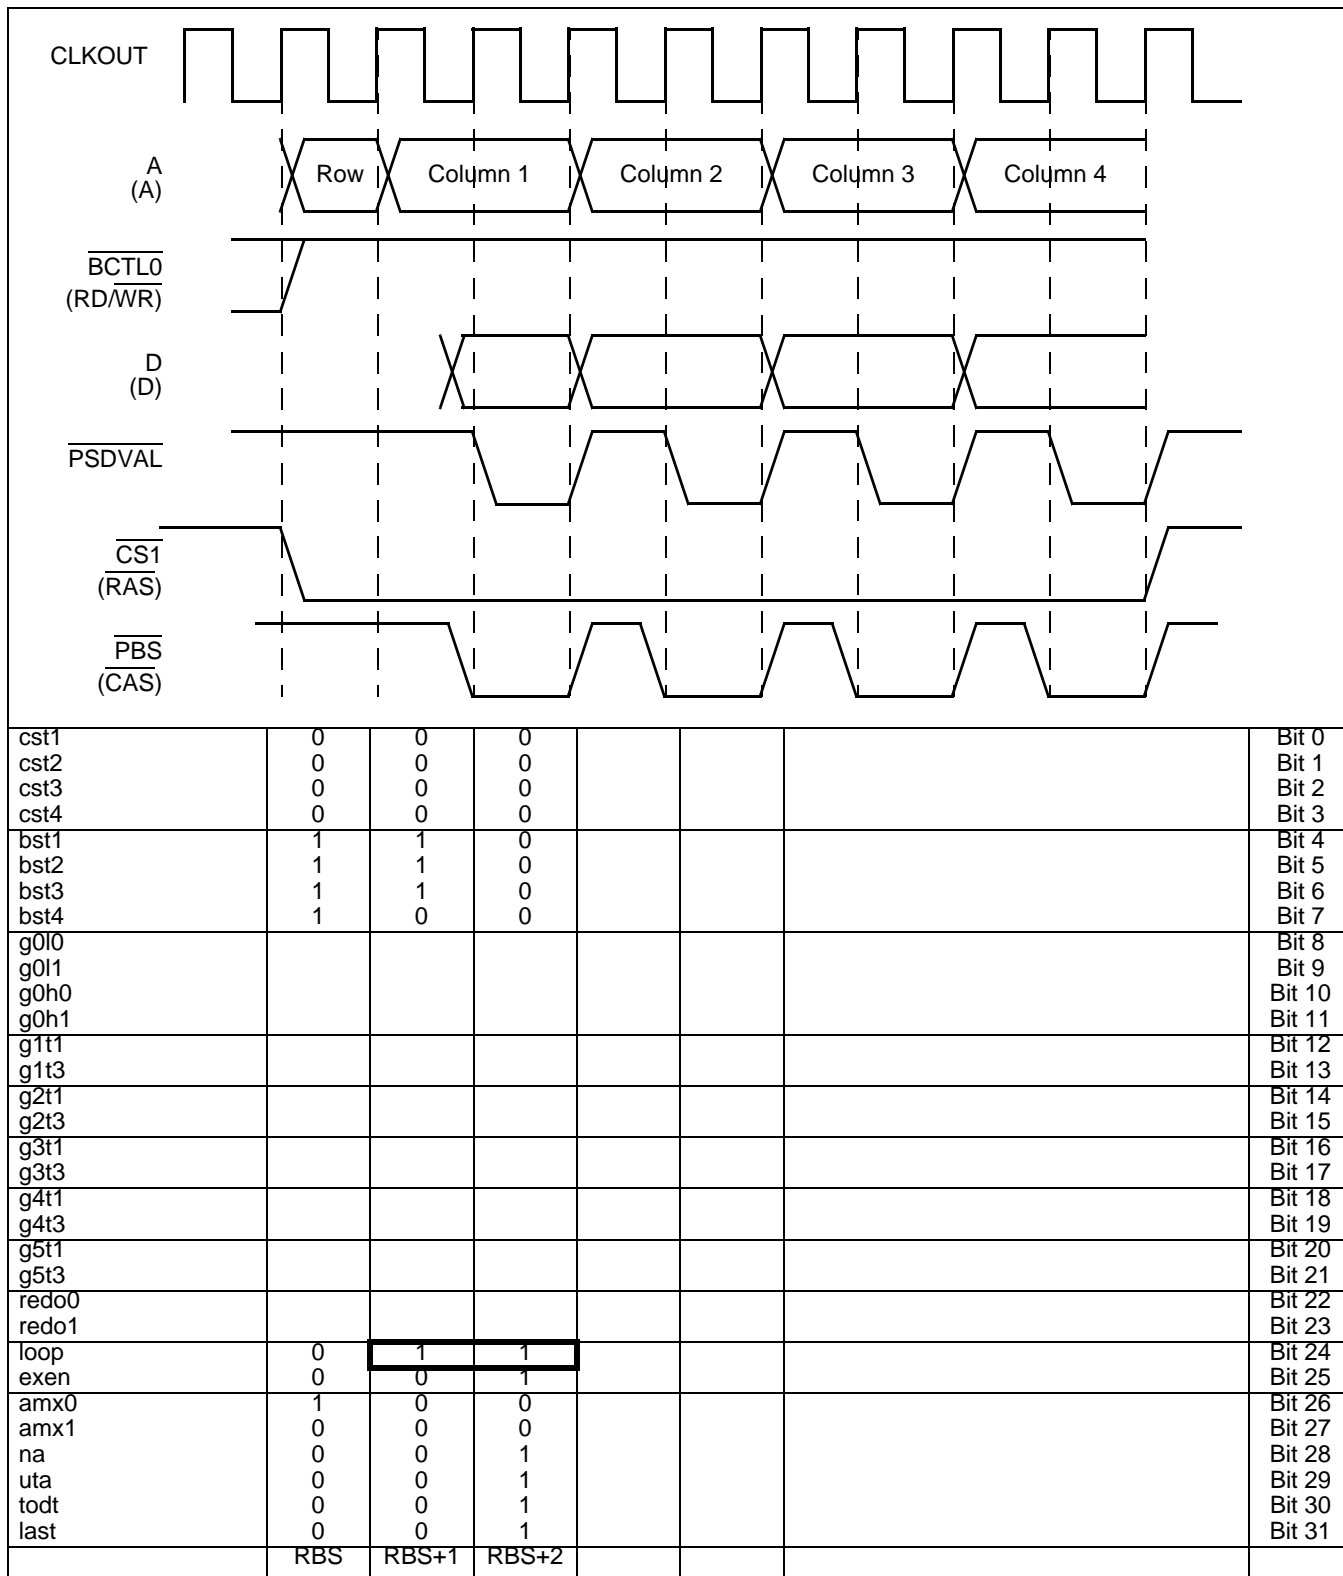 CLKOUT
A
(A)
Row Column 1 Column 2 Column 3 Column 4
BCTL0
(RD/WR)
D
(D)
PSDVAL
CS1
(RAS)
PBS
(CAS)
cst1 0 0 0 Bit 0
cst2 0 0 0 Bit 1
cst3 0 0 0 Bit 2
cst4 0 0 0 Bit 3
bst1 1 1 0 Bit 4
bst2 1 1 0 Bit 5
bst3 1 1 0 Bit 6
bst4 1 0 0 Bit 7
g0l0 Bit 8
g0l1 Bit 9
g0h0 Bit 10
g0h1 Bit 11
g1t1 Bit 12
g1t3 Bit 13
g2t1 Bit 14
g2t3 Bit 15
g3t1 Bit 16
g3t3 Bit 17
g4t1 Bit 18
g4t3 Bit 19
g5t1 Bit 20
g5t3 Bit 21
redo0 Bit 22
redo1 Bit 23
loop 0 1 1 Bit 24
exen 0 0 1 Bit 25
amx0 1 0 0 Bit 26
amx1 0 0 0 Bit 27
na 0 0 1 Bit 28
uta 0 0 1 Bit 29
todt 0 0 1 Bit 30
last 0 0 1 Bit 31
RBS RBS+1 RBS+2